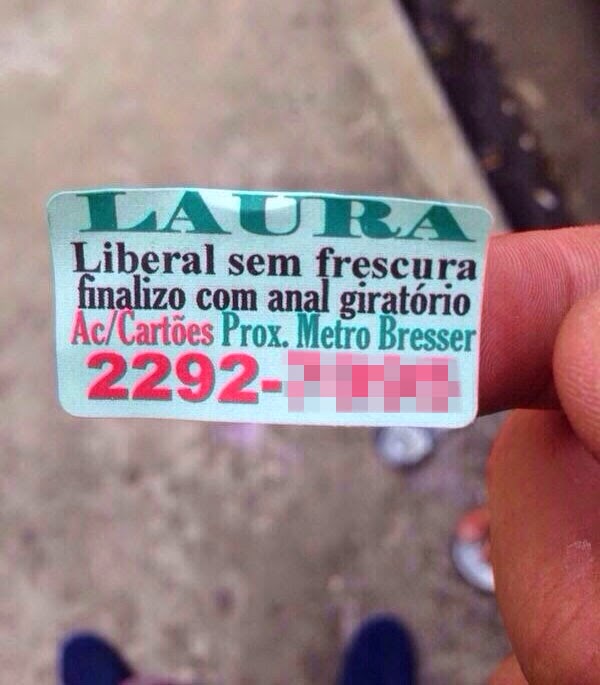 LAURA
Liberal sem frescura
finalizo com anal giratório
Ac/Cartões Prox. Metro Bresser
2292-